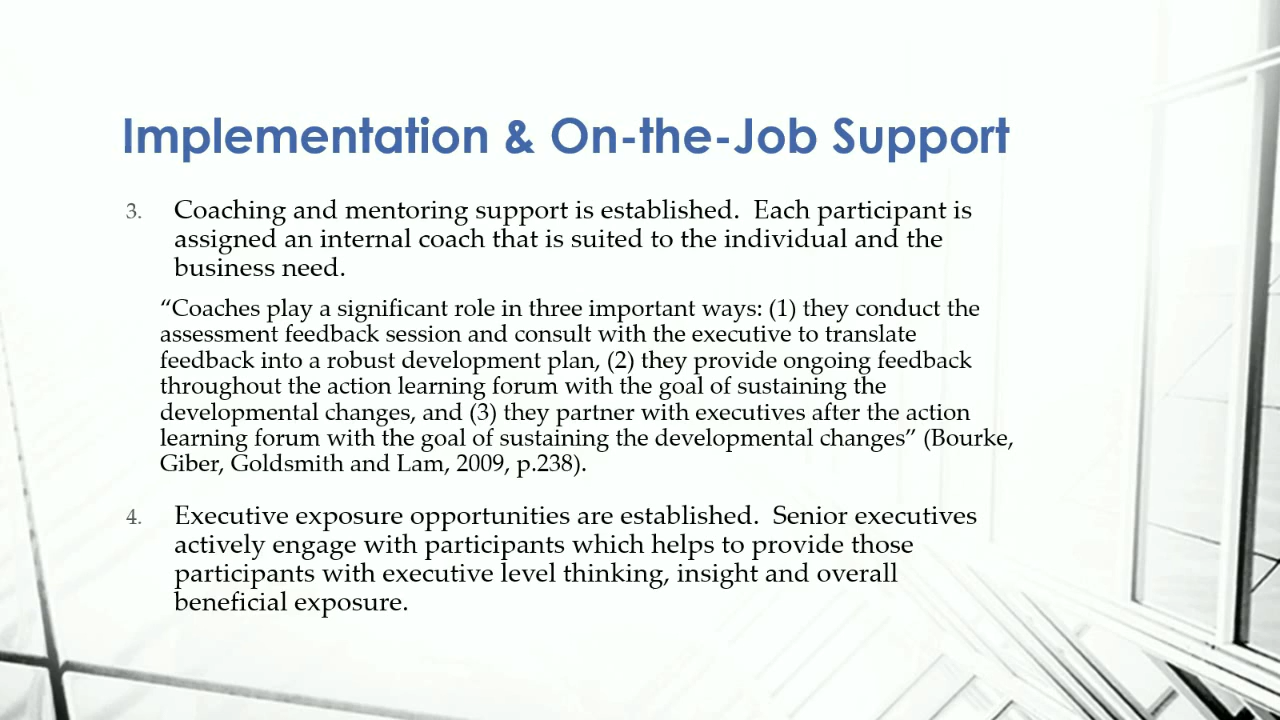 Implementation & On-the-Job Support
3. Coaching and mentoring support is established.  Each participant is
assigned an internal coach that is suited to the individual and the
business need.
“Coaches play a significant role in three important ways: (1) they conduct the
assessment feedback session and consult with the executive to translate
feedback into a robust development plan, (2) they provide ongoing feedback
throughout the action learning forum with the goal of sustaining the
developmental changes, and (3) they partner with executives after the action
learning forum with the goal of sustaining the developmental changes” (Bourke,
Giber, Goldsmith and Lam, 2009, p.238).
4. Executive exposure opportunities are established.  Senior executives
actively engage with participants which helps to provide those
participants with executive level thinking, insight and overall
beneficial exposure.